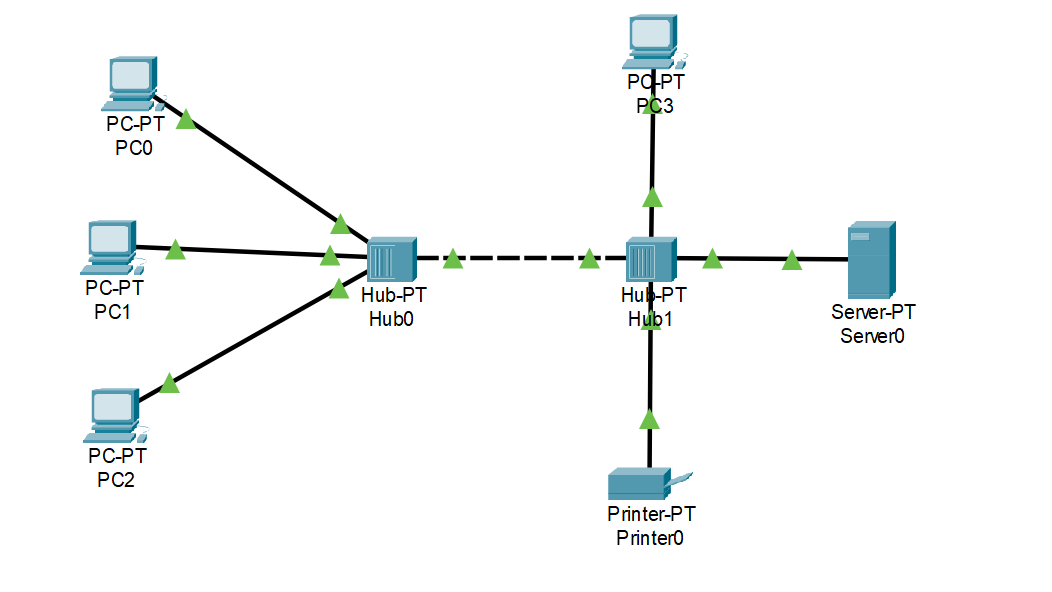 PC-PT
PC3
PC-PT
PC0
PC-PT
PC1
Hub-PT
Hub0
Hub-PT
Hub1
Server-PT
Server0
PC-PT
PC2
Printer-PT
Printer0